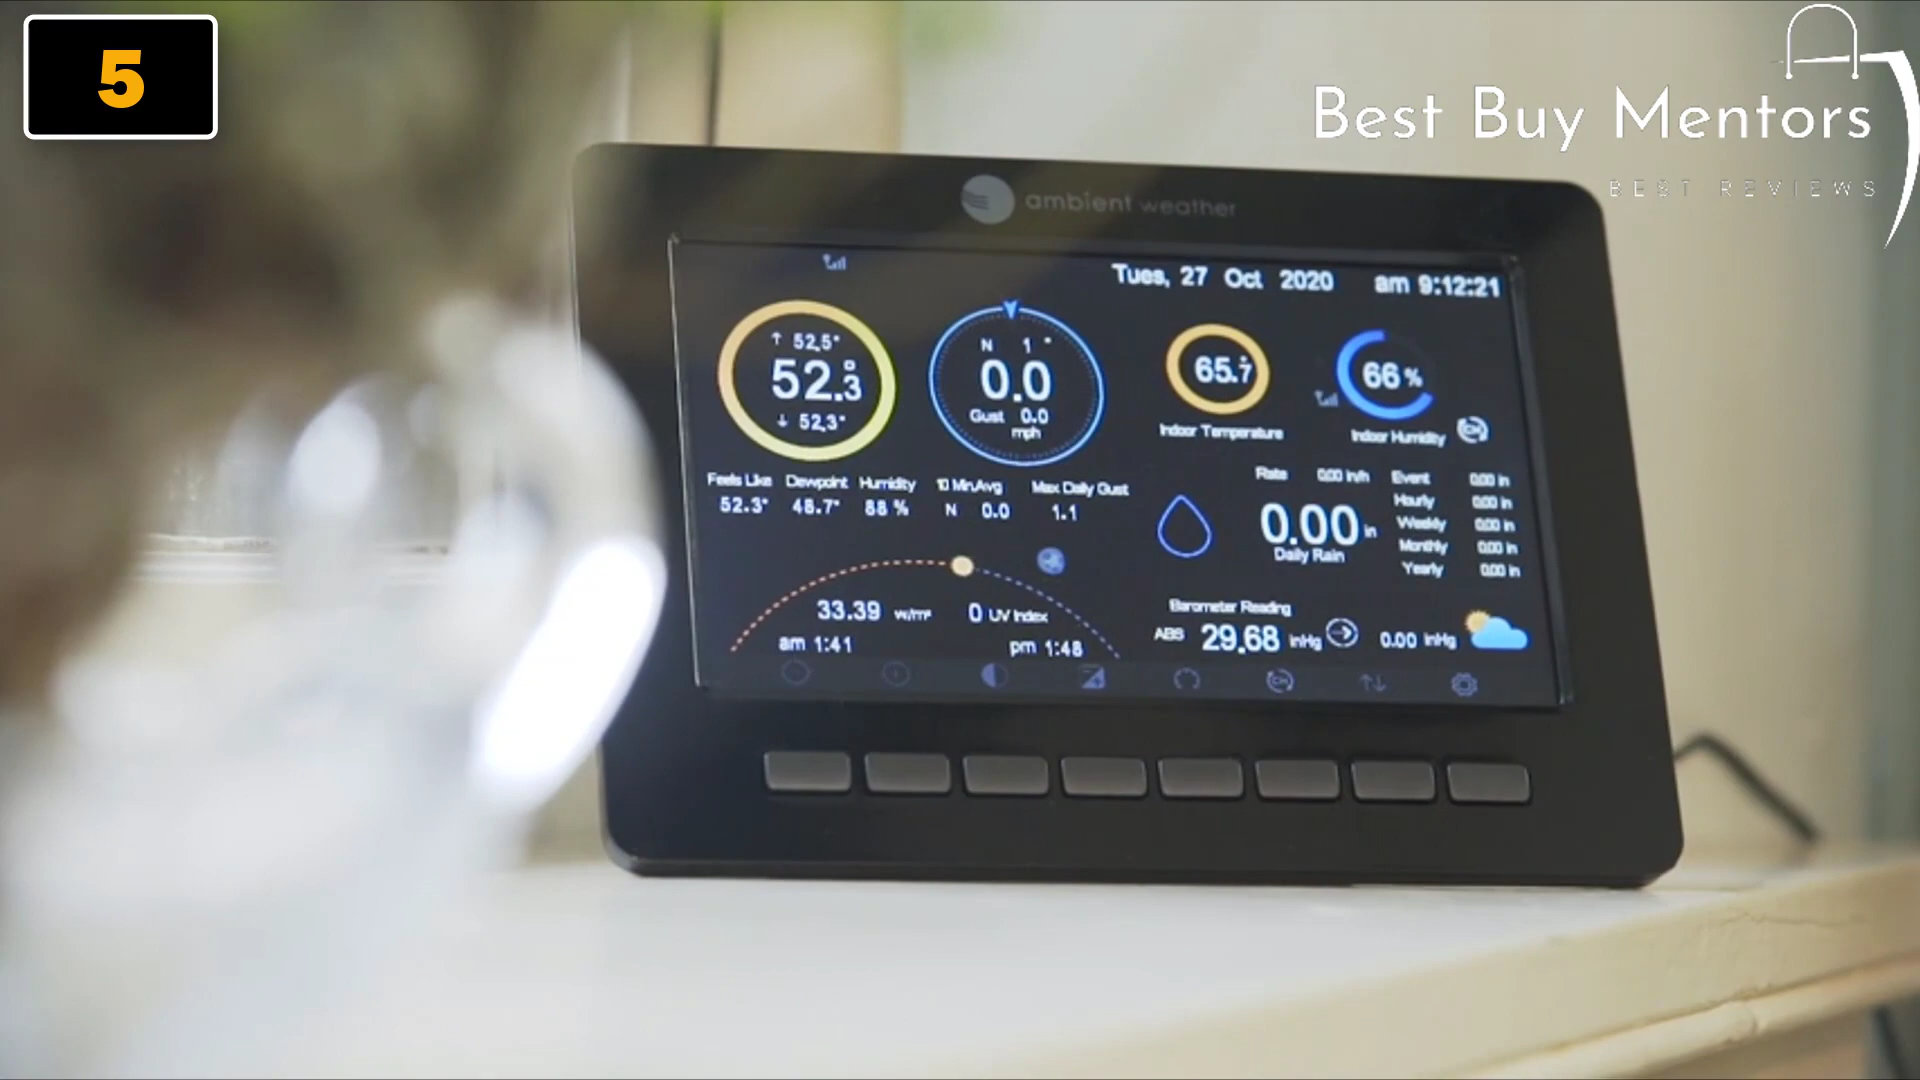 5
Best Buy Mentors
BEST REVIEWS
ambient weather
Tues, 27 Oct 2020 am 9:12:21
↑ 52.5°
52.3°
↓ 52.3°
N 1°
0.0
Gust 0.0
mph
65.7°
Indoor Temperature
66%
Indoor Humidity
Feels Like Dewpoint Humidity
52.3° 48.7° 88 %
10 Min.Avg Max Daily Gust
N 0.0 1.1
Rate 0.00 in/h
0.00 in
Daily Rain
Event 0.00 in
Hourly 0.00 in
Weekly 0.00 in
Monthly 0.00 in
Yearly 0.00 in
33.39 w/m² 0 UV Index
am 1:41 pm 1:48
Barometer Reading
ABS 29.68 inHg 0.00 inHg